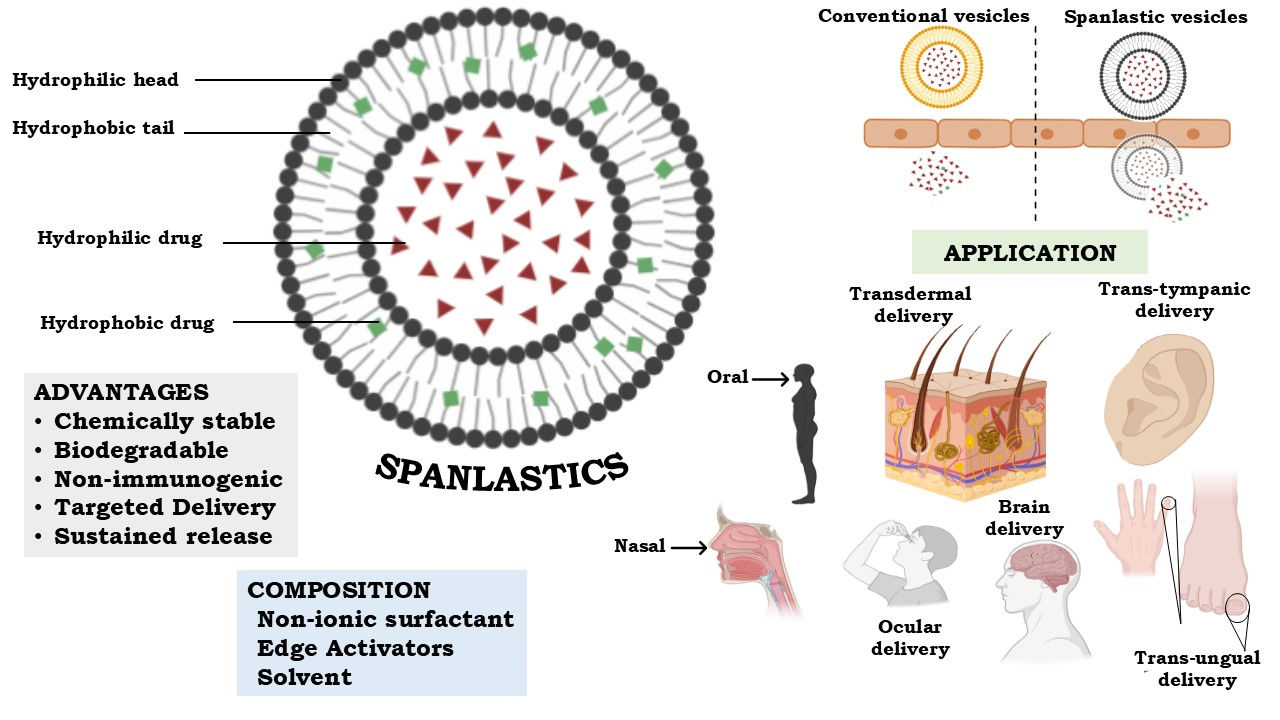 Conventional vesicles
Spanlastic vesicles
Hydrophilic head
Hydrophobic tail
Hydrophilic drug
Hydrophobic drug
ADVANTAGES
• Chemically stable
• Biodegradable
• Non-immunogenic
• Targeted Delivery
• Sustained release
SPANLASTICS
COMPOSITION
Non-ionic surfactant
Edge Activators
Solvent
APPLICATION
Transdermal
delivery
Trans-tympanic
delivery
Oral
Nasal
Brain
delivery
Ocular
delivery
Trans-ungual
delivery